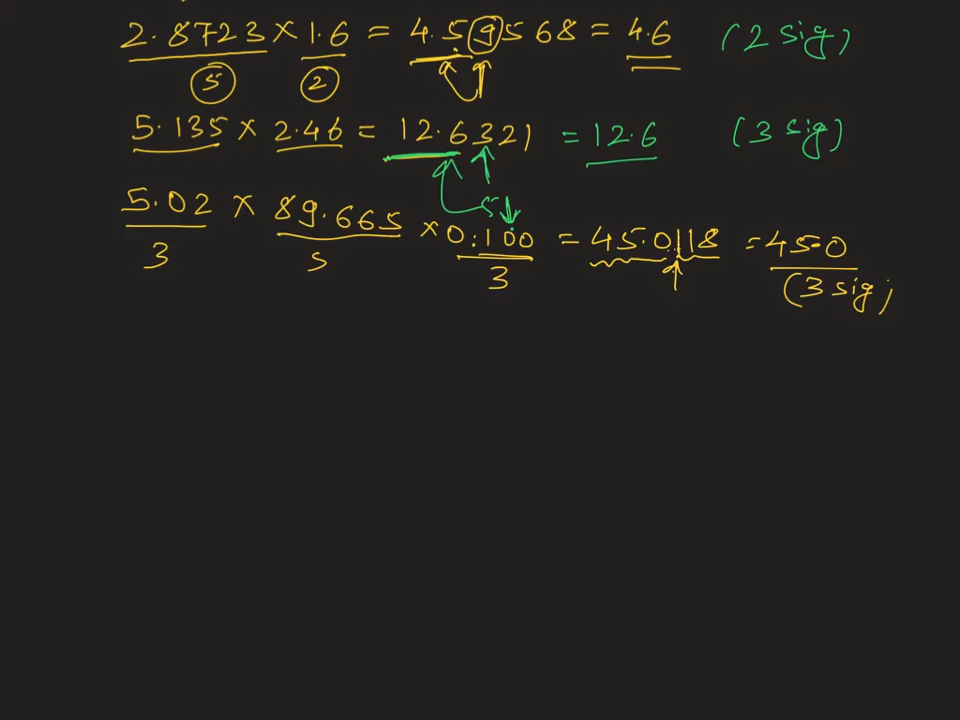 2.8723 × 1.6 = 4.59568 = 4.6 (2 sig)
5 2
5.135 × 2.46 = 12.6321 = 12.6 (3 sig)
5
5.02 × 89.665 × 0.100 = 45.0118 = 45.0
3 5 3 (3 sig)